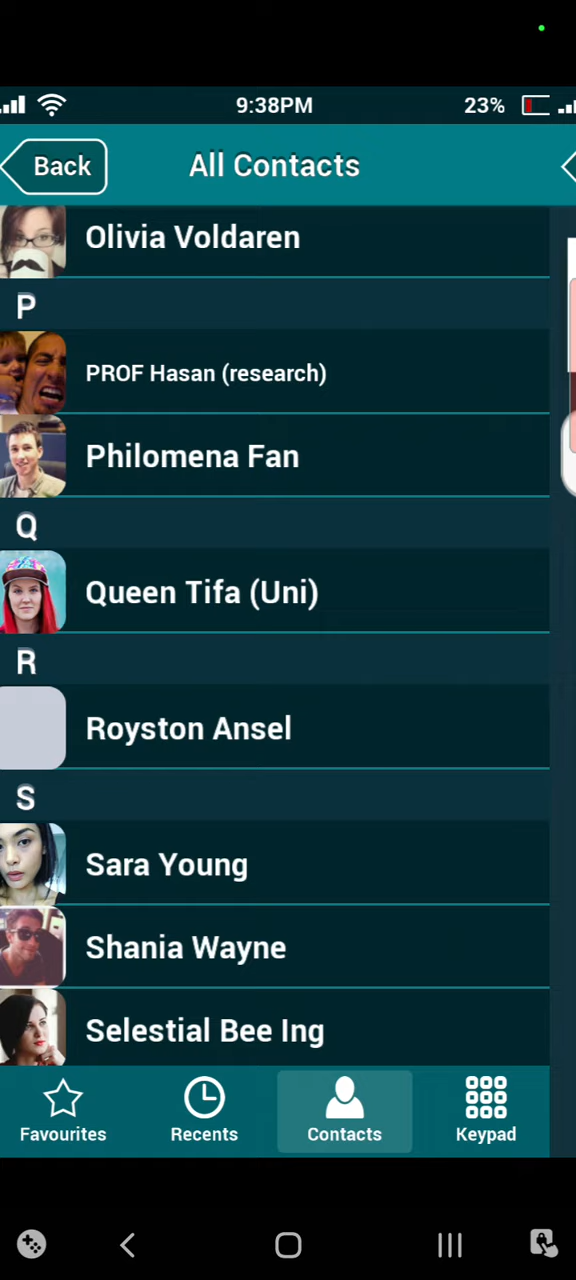 9:38PM
23%
Back
All Contacts
Olivia Voldaren
P
PROF Hasan (research)
Philomena Fan
Q
Queen Tifa (Uni)
R
Royston Ansel
S
Sara Young
Shania Wayne
Selestial Bee Ing
Favourites
Recents
Contacts
Keypad